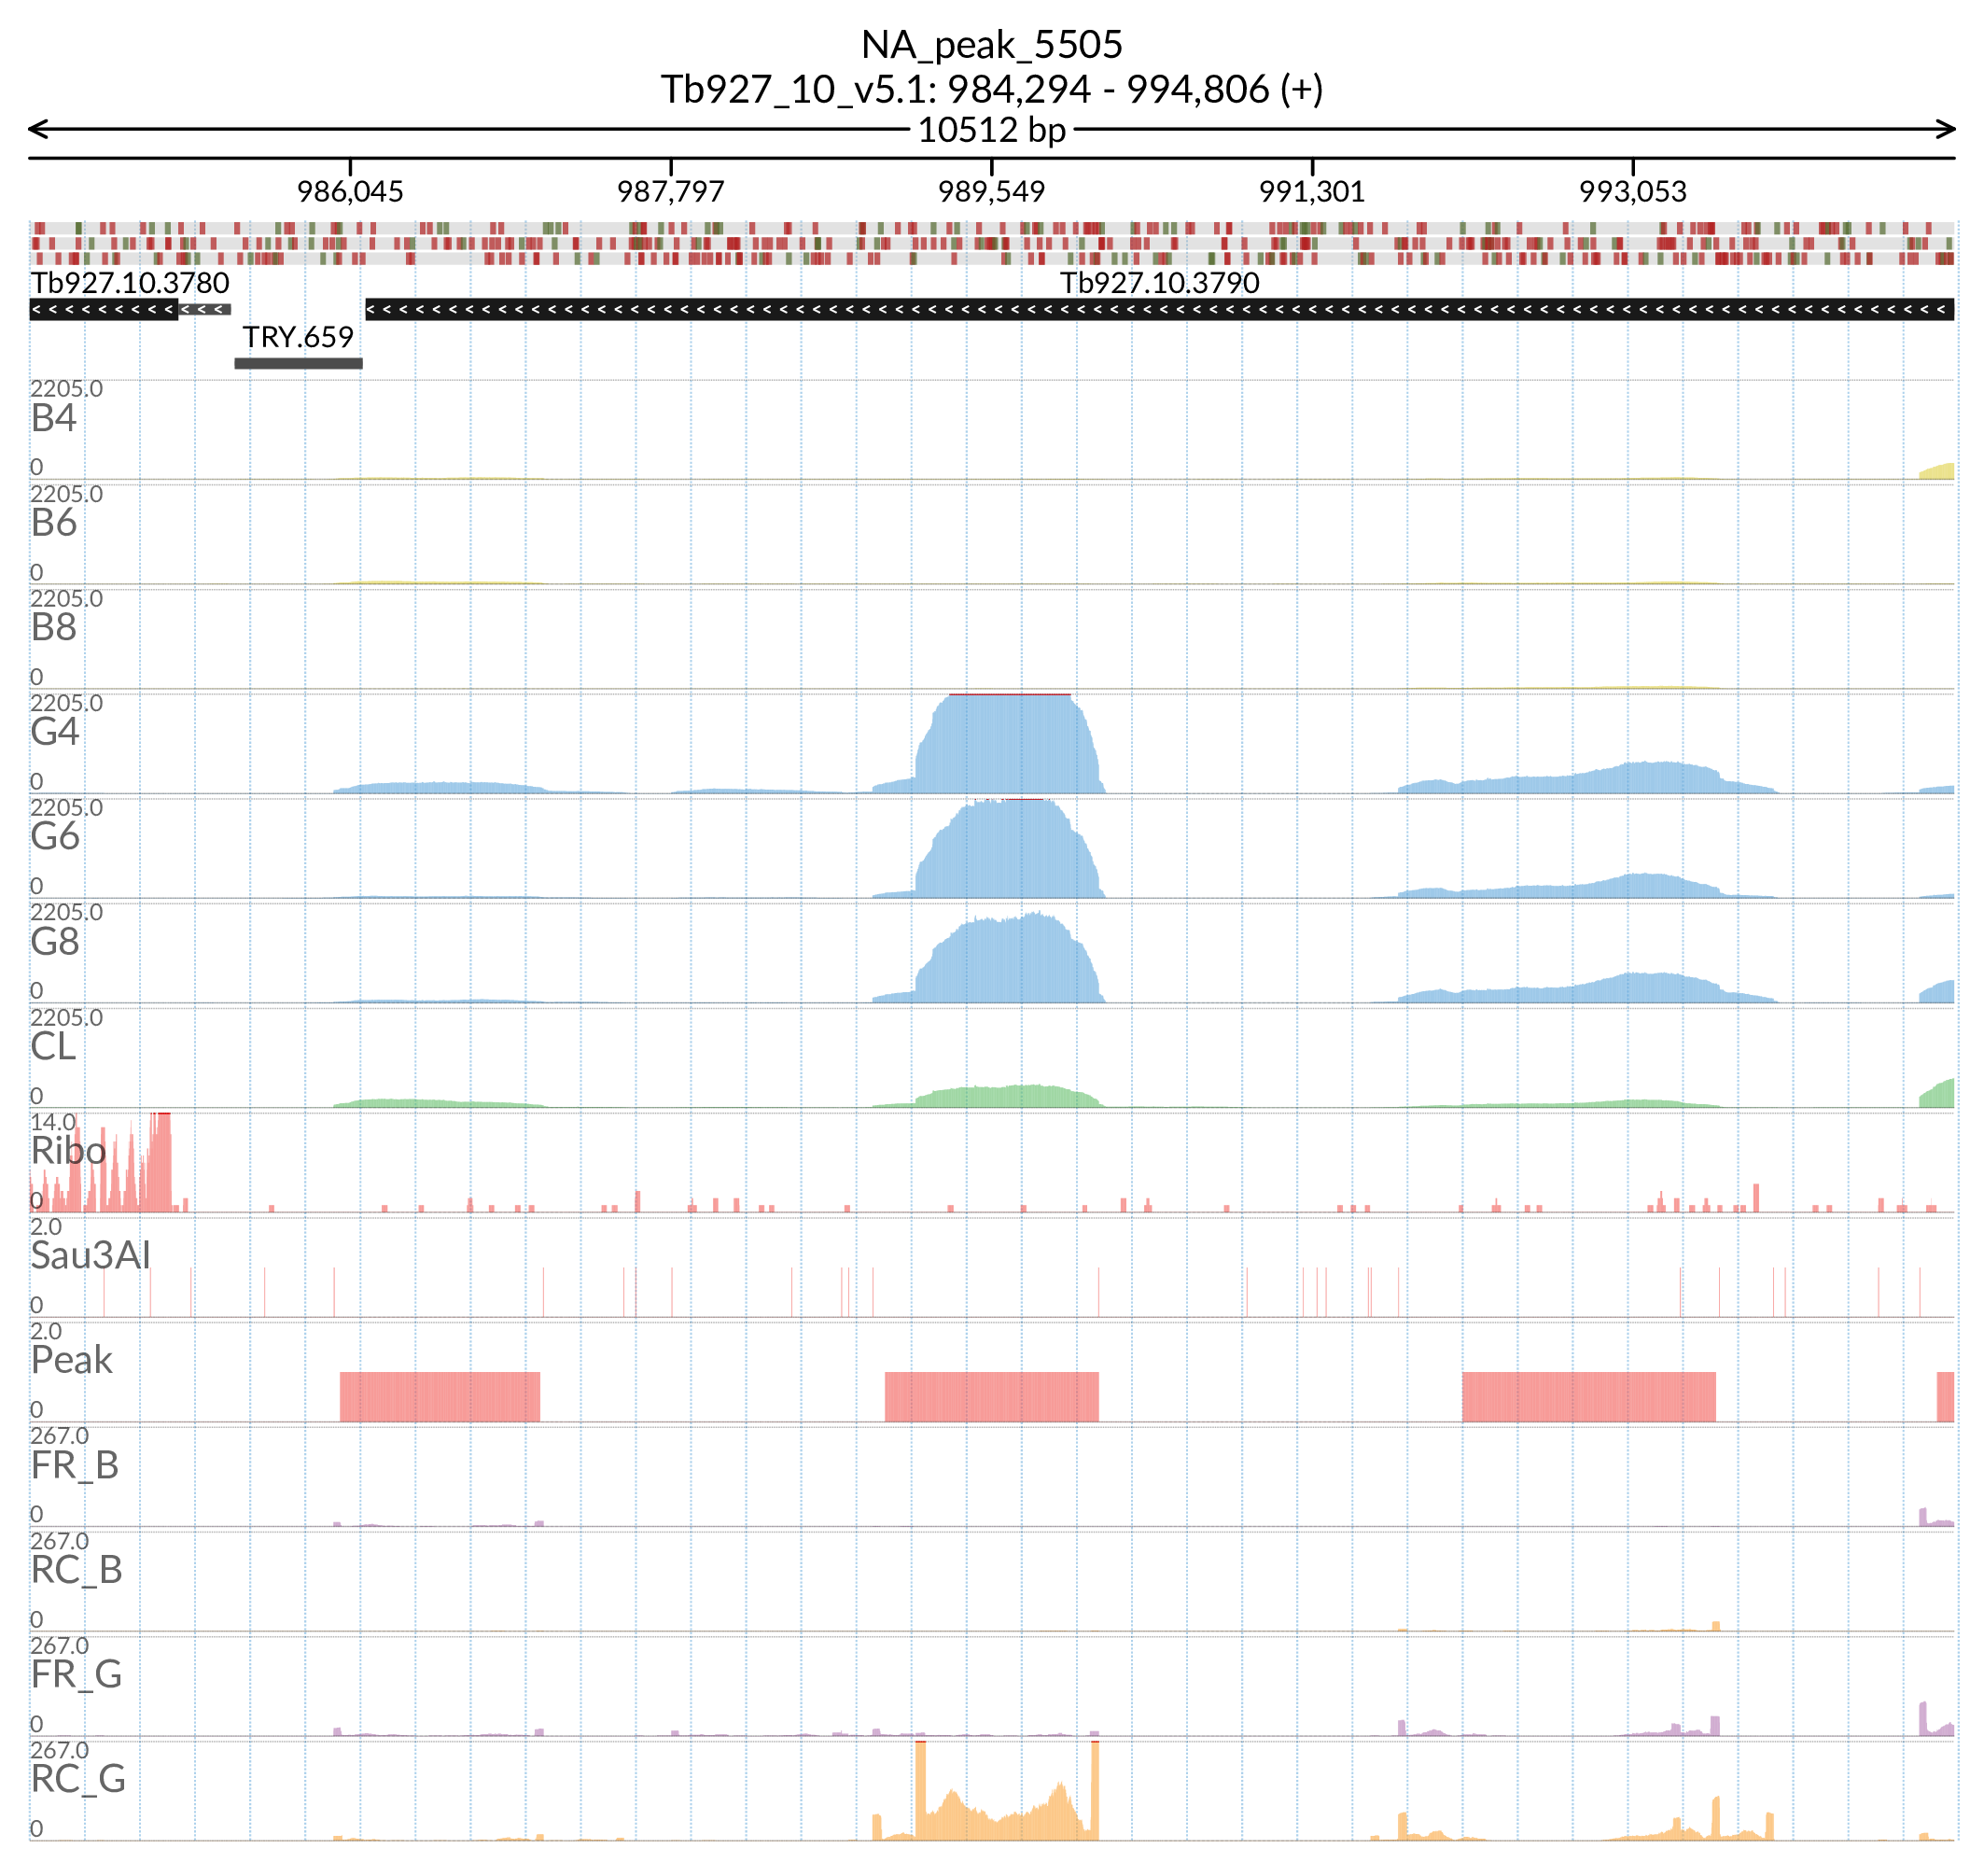 NA_peak_5505
Tb927_10_v5.1: 984,294 - 994,806 (+)
10512 bp
986,045 987,797 989,549 991,301 993,053
Tb927.10.3780 Tb927.10.3790
TRY.659
2205.0
B4
0
2205.0
B6
0
2205.0
B8
0
2205.0
G4
0
2205.0
G6
0
2205.0
G8
0
2205.0
CL
0
14.0
Ribo
0
2.0
Sau3AI
0
2.0
Peak
0
267.0
FR_B
0
267.0
RC_B
0
267.0
FR_G
0
267.0
RC_G
0